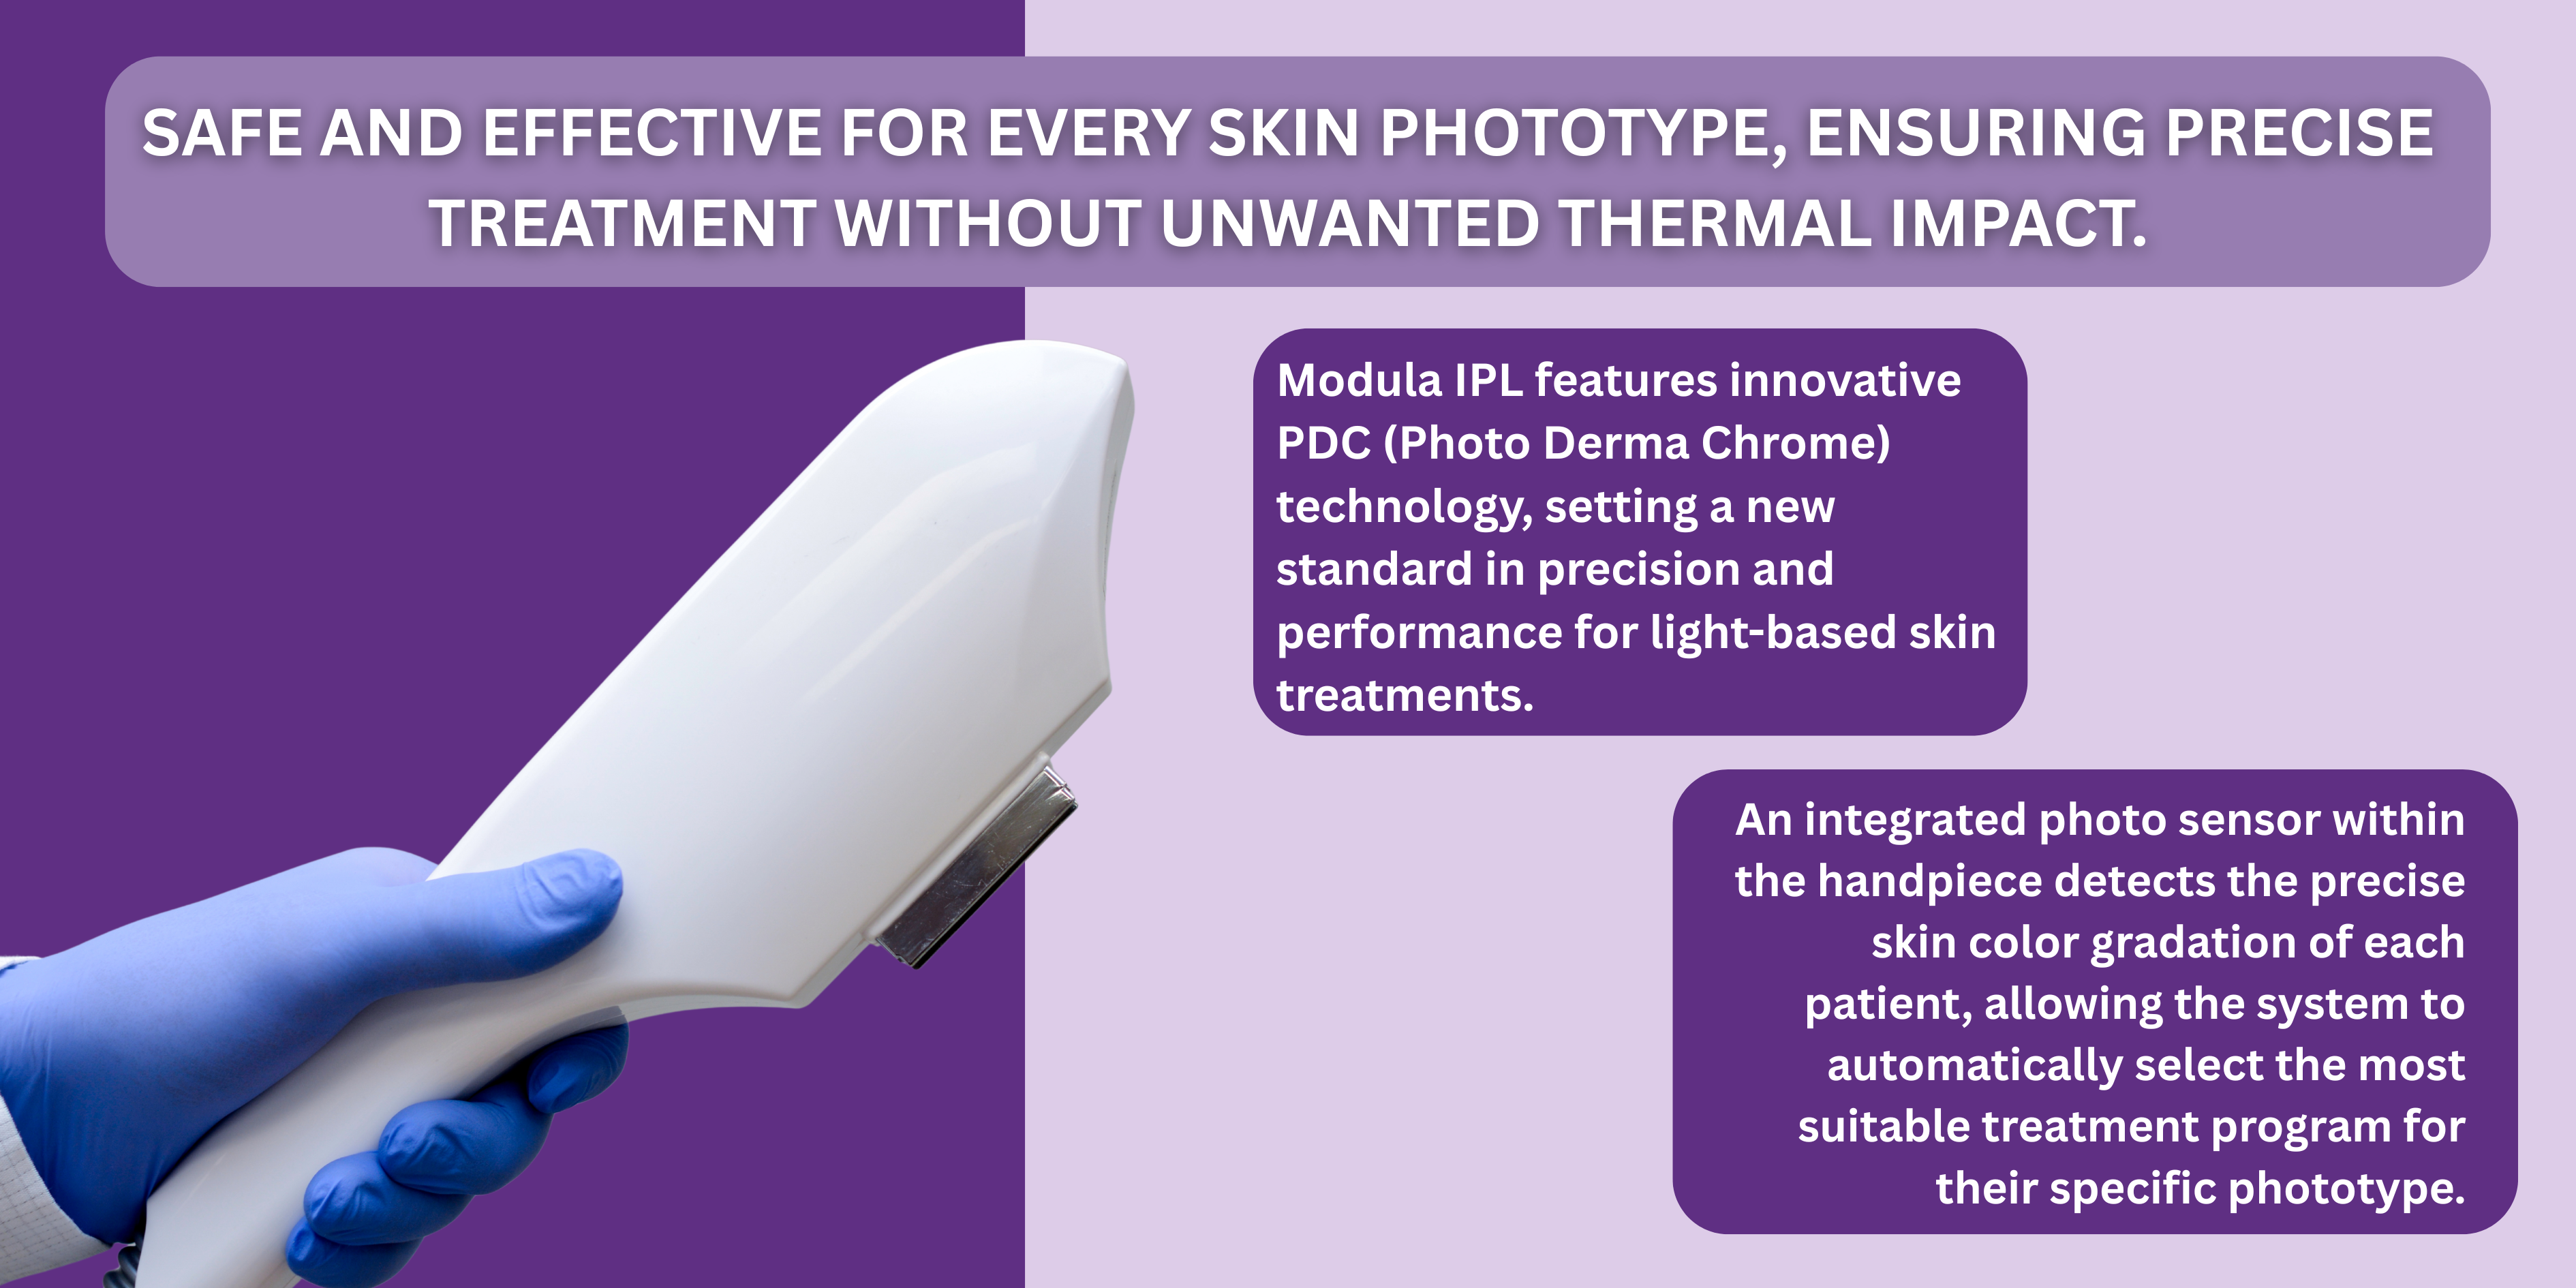 SAFE AND EFFECTIVE FOR EVERY SKIN PHOTOTYPE, ENSURING PRECISE
TREATMENT WITHOUT UNWANTED THERMAL IMPACT.
Modula IPL features innovative
PDC (Photo Derma Chrome)
technology, setting a new
standard in precision and
performance for light-based skin
treatments.
An integrated photo sensor within
the handpiece detects the precise
skin color gradation of each
patient, allowing the system to
automatically select the most
suitable treatment program for
their specific phototype.